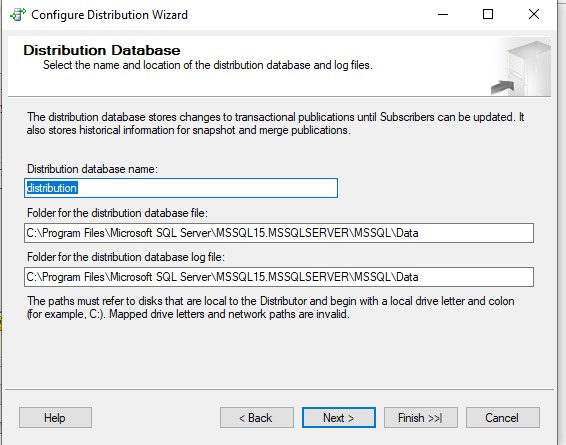 Configure Distribution Wizard
Distribution Database
Select the name and location of the distribution database and log files.
The distribution database stores changes to transactional publications until Subscribers can be updated. It
also stores historical information for snapshot and merge publications.
Distribution database name:
distribution
Folder for the distribution database file:
C:\Program Files\Microsoft SQL Server\MSSQL15.MSSQLSERVER\MSSQL\Data
Folder for the distribution database log file:
C:\Program Files\Microsoft SQL Server\MSSQL15.MSSQLSERVER\MSSQL\Data
The paths must refer to disks that are local to the Distributor and begin with a local drive letter and colon
(for example, C:). Mapped drive letters and network paths are invalid.
Help
< Back
Next >
Finish >>|
Cancel